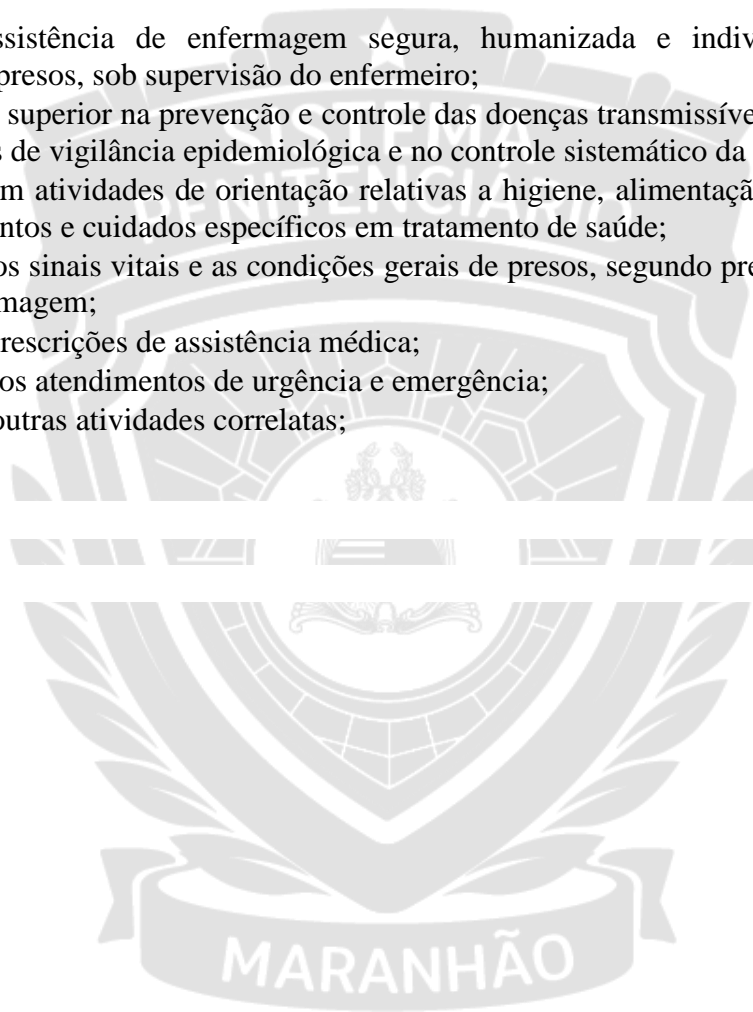 ssistência de enfermagem segura, humanizada e indiv
presos, sob supervisão do enfermeiro;
superior na prevenção e controle das doenças transmissíve
s de vigilância epidemiológica e no controle sistemático da
m atividades de orientação relativas a higiene, alimentaçã
ntos e cuidados específicos em tratamento de saúde;
os sinais vitais e as condições gerais de presos, segundo pre
magem;
rescrições de assistência médica;
os atendimentos de urgência e emergência;
outras atividades correlatas;
SISTEMA
PENITENCIÁRIO
MARANHÃO